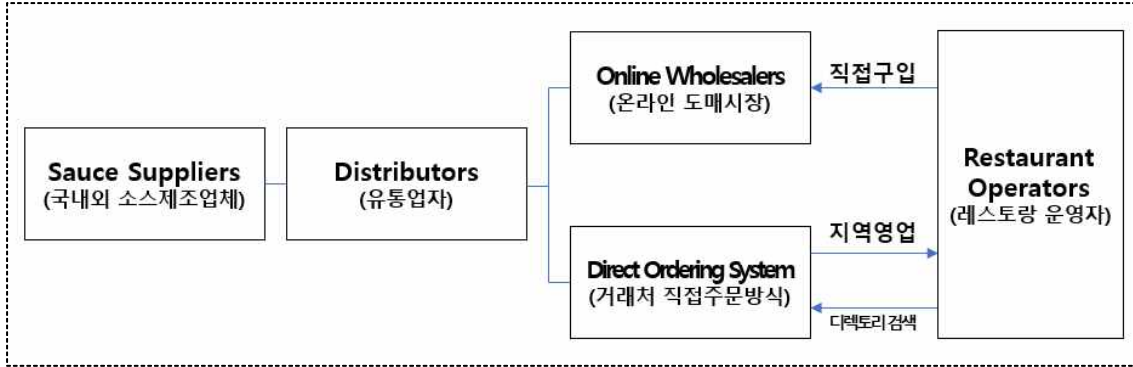 Sauce Suppliers
(국내외 소스제조업체)
Distributors
(유통업자)
Online Wholesalers
(온라인 도매시장)
직접구입
Direct Ordering System
(거래처 직접주문방식)
지역영업
디렉토리 검색
Restaurant
Operators
(레스토랑 운영자)